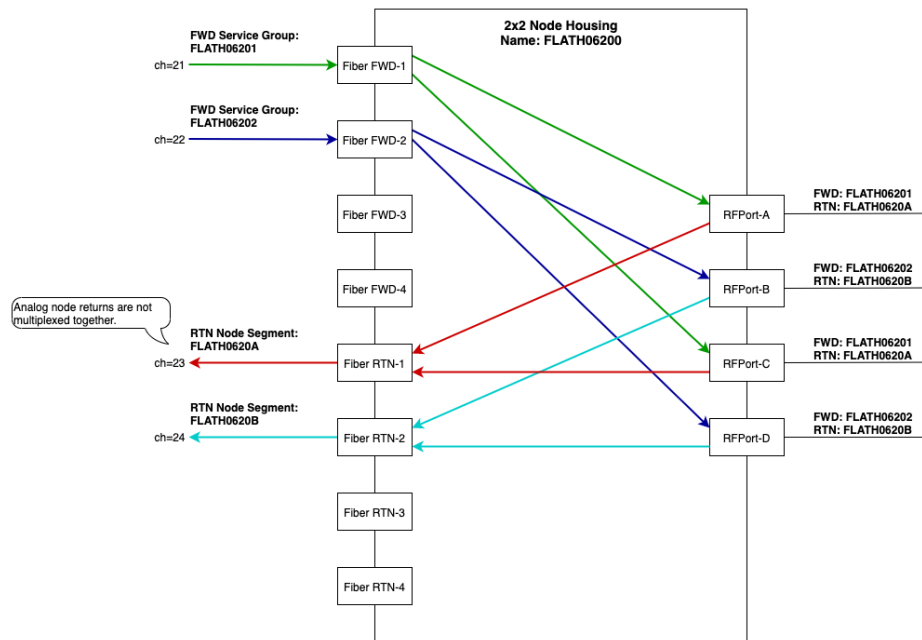 2x2 Node Housing
Name: FLATH06200
FWD Service Group:
FLATH06201
ch=21
Fiber FWD-1
FWD Service Group:
FLATH06202
ch=22
Fiber FWD-2
Fiber FWD-3
RFPort-A
FWD: FLATH06201
RTN: FLATH0620A
Fiber FWD-4
RFPort-B
FWD: FLATH06202
RTN: FLATH0620B
Analog node returns are not
multiplexed together.
RTN Node Segment:
FLATH0620A
ch=23
Fiber RTN-1
RFPort-C
FWD: FLATH06201
RTN: FLATH0620A
RTN Node Segment:
FLATH0620B
ch=24
Fiber RTN-2
RFPort-D
FWD: FLATH06202
RTN: FLATH0620B
Fiber RTN-3
Fiber RTN-4